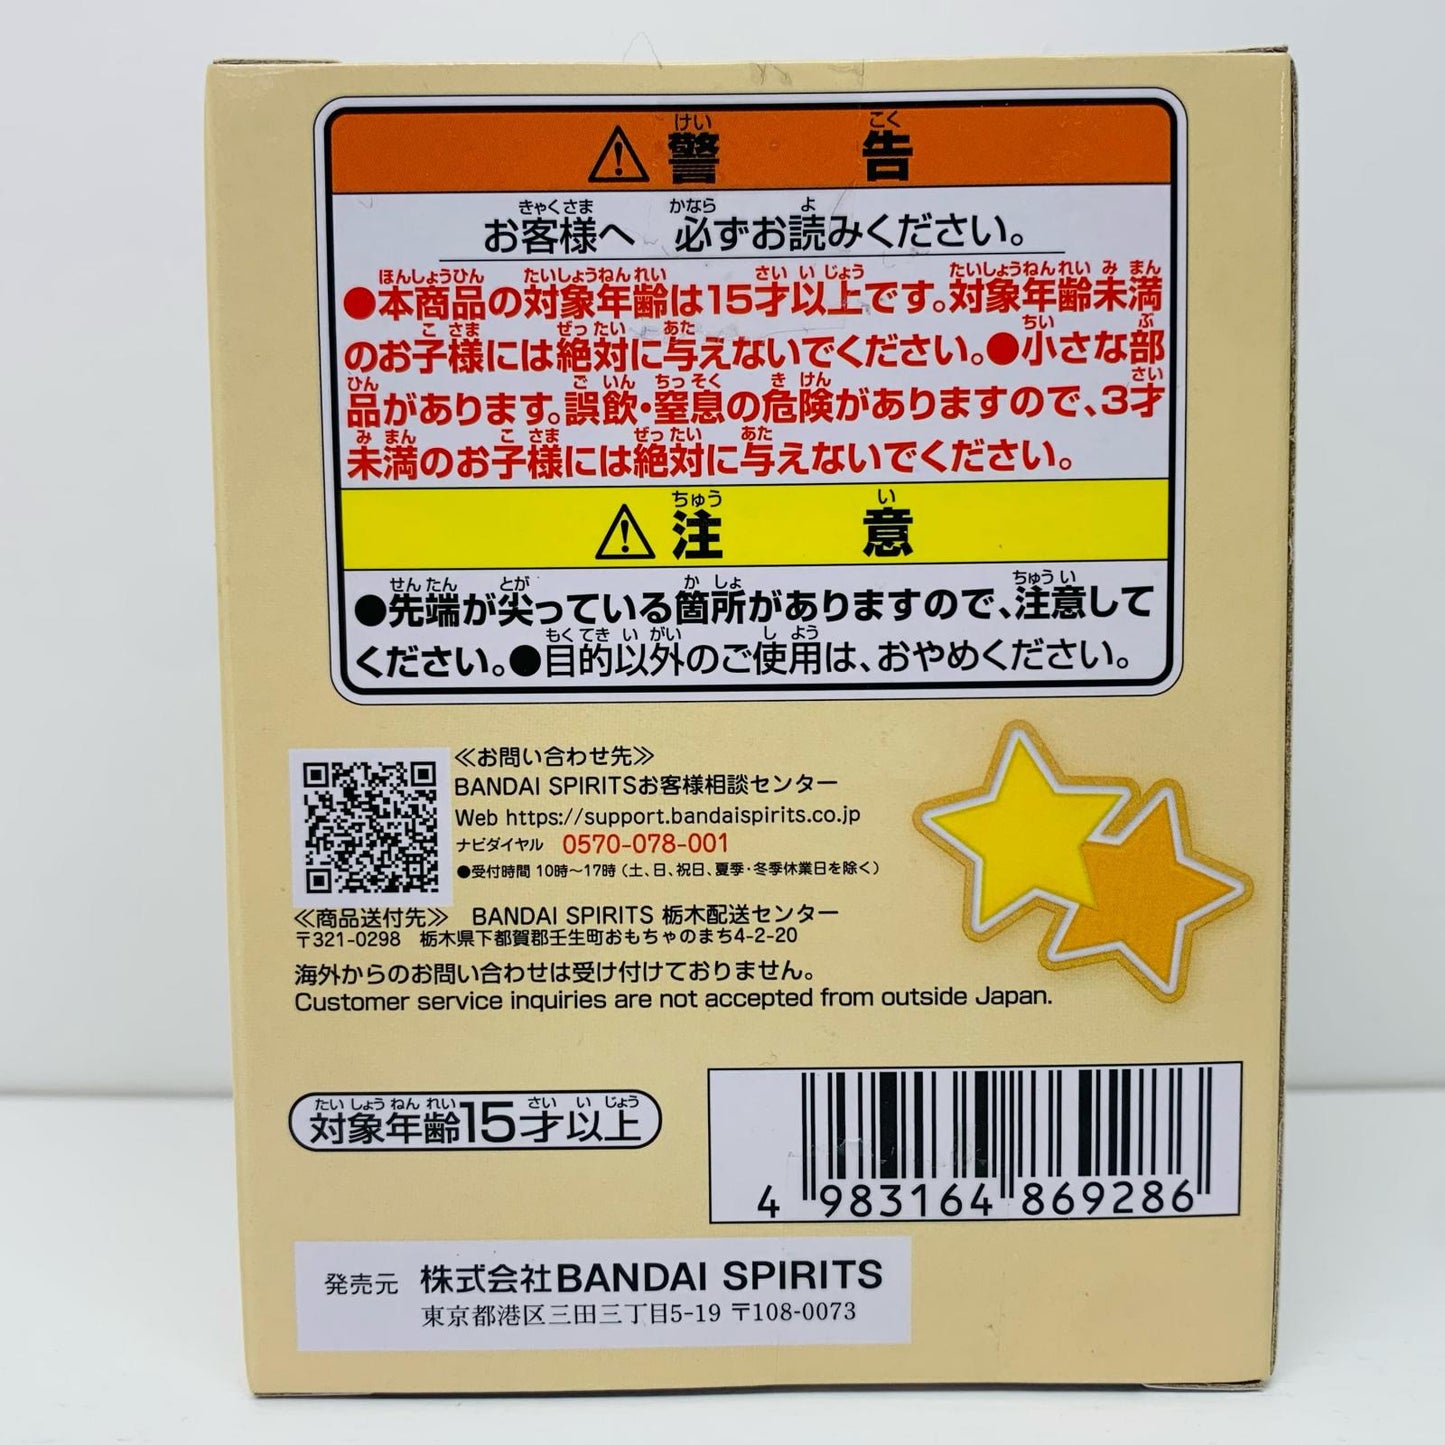 ⚠警告
お客様へ 必ずお読みください。
●本商品の対象年齢は15才以上です。対象年齢未満
のお子様には絶対に与えないでください。●小さな部
品があります。誤飲・窒息の危険がありますので、3才
未満のお子様には絶対に与えないでください。
⚠注意
●先端が尖っている箇所がありますので、注意して
ください。●目的以外のご使用は、おやめください。
≪お問い合わせ先≫
BANDAI SPIRITSお客様相談センター
Web https://support.bandaispirits.co.jp
ナビダイヤル 0570-078-001
●受付時間 10時～17時（土、日、祝日、夏季・冬季休業日を除く）
≪商品送付先≫ BANDAI SPIRITS 栃木配送センター
〒321-0298 栃木県下都賀郡壬生町おもちゃのまち4-2-20
海外からのお問い合わせは受け付けておりません。
Customer service inquiries are not accepted from outside Japan.
対象年齢15才以上
4 983164 869286
発売元 株式会社BANDAI SPIRITS
東京都港区三田三丁目5-19 〒108-0073